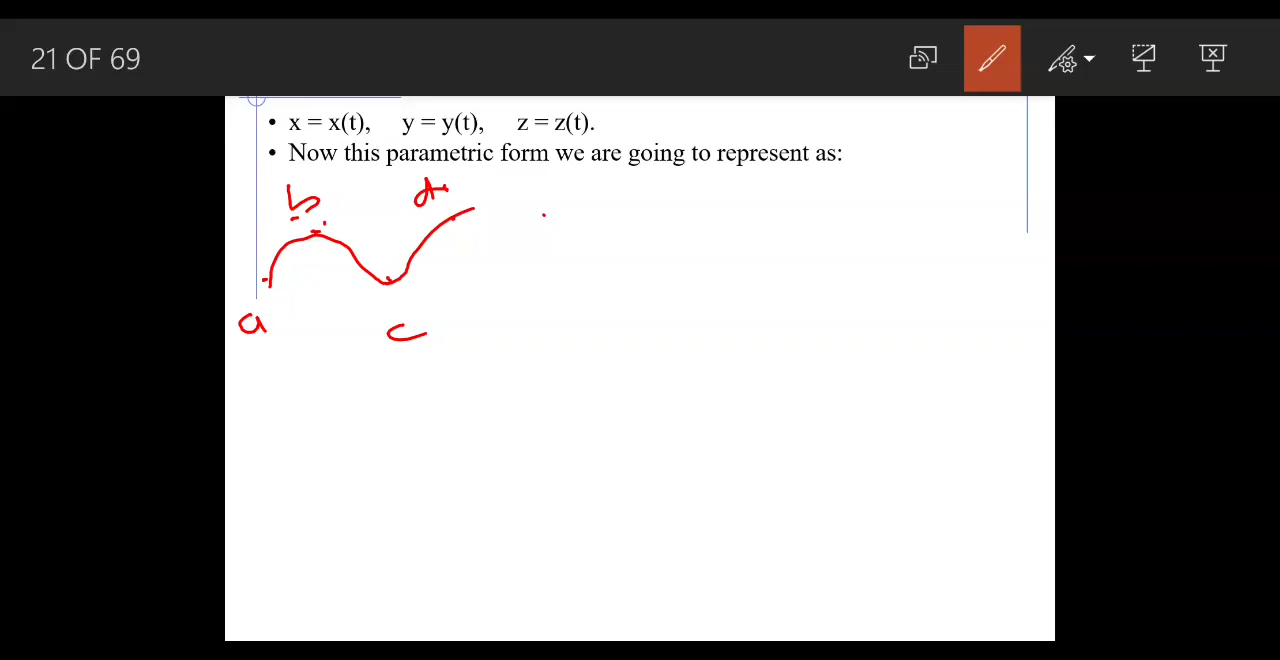 21 OF 69
• x = x(t), y = y(t), z = z(t).
• Now this parametric form we are going to represent as:
b d
a c